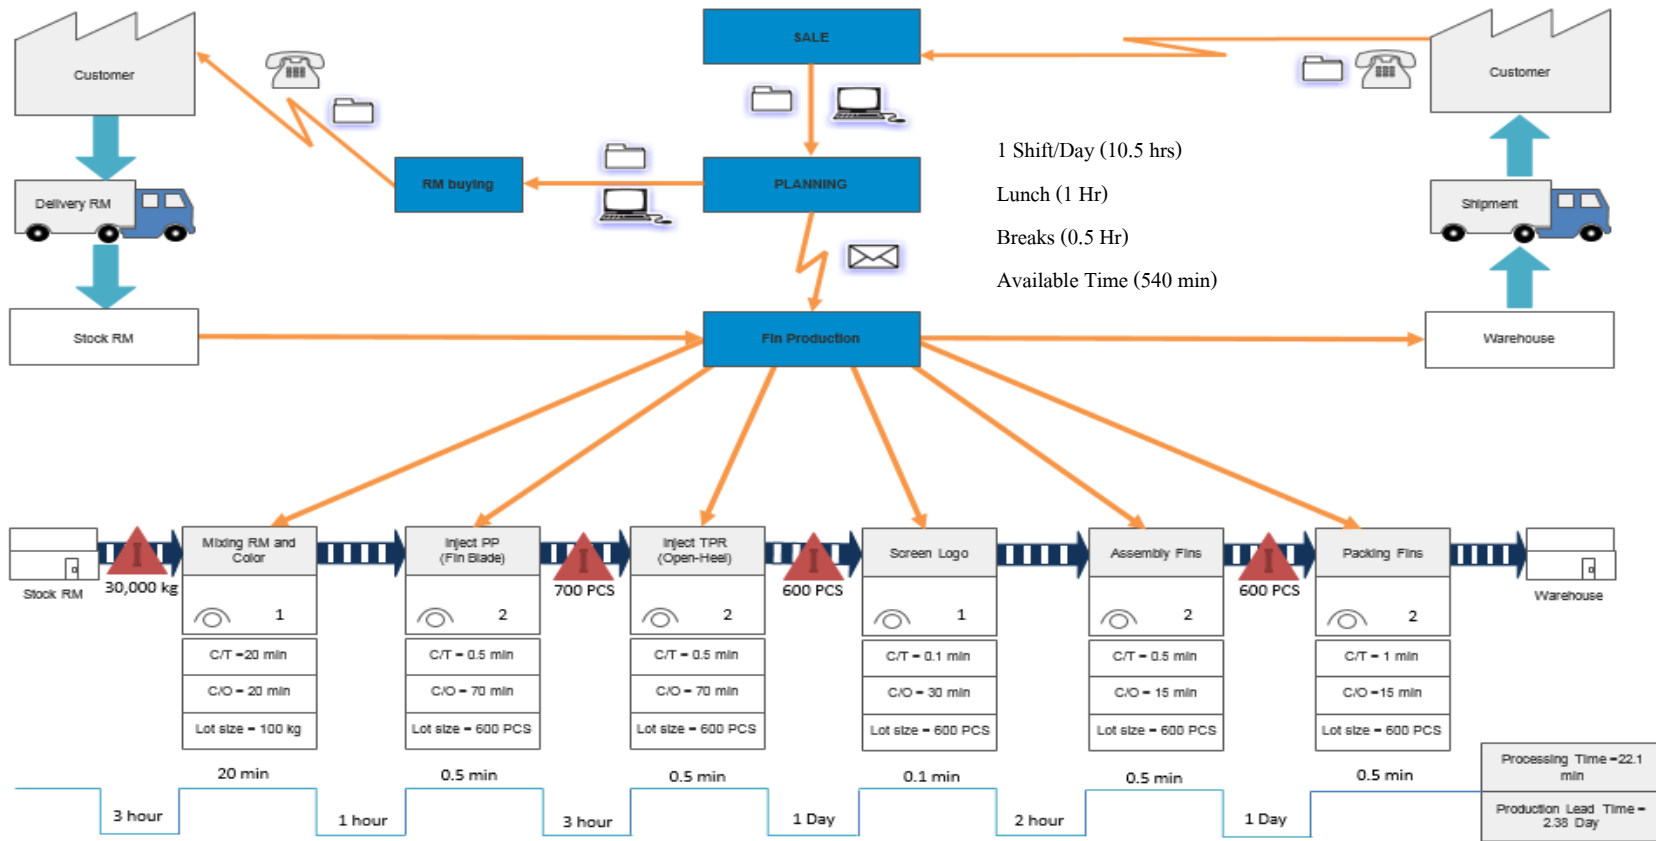 SALE
Customer
Customer
1 Shift/Day (10.5 hrs)
RM buying
PLANNING
Lunch (1 Hr)
Delivery RM
Shipment
Breaks (0.5 Hr)
Available Time (540 min)
Stock RM
Fin Production
Warehouse
Stock RM
I
30,000 kg
Mixing RM and
Color
1
C/T =20 min
C/O = 20 min
Lot size = 100 kg
Inject PP
(Fin Blade)
2
C/T = 0.5 min
C/O = 70 min
Lot size = 600 PCS
I
700 PCS
Inject TPR
(Open-Heel)
2
C/T = 0.5 min
C/O = 70 min
Lot size = 600 PCS
I
600 PCS
Screen Logo
1
C/T = 0.1 min
C/O = 30 min
Lot size = 600 PCS
Assembly Fins
2
C/T = 0.5 min
C/O = 15 min
Lot size = 600 PCS
I
600 PCS
Packing Fins
2
C/T = 1 min
C/O =15 min
Lot size = 600 PCS
Warehouse
20 min
0.5 min
0.5 min
0.1 min
0.5 min
0.5 min
3 hour
1 hour
3 hour
1 Day
2 hour
1 Day
Processing Time =22.1
min
Production Lead Time =
2.38 Day